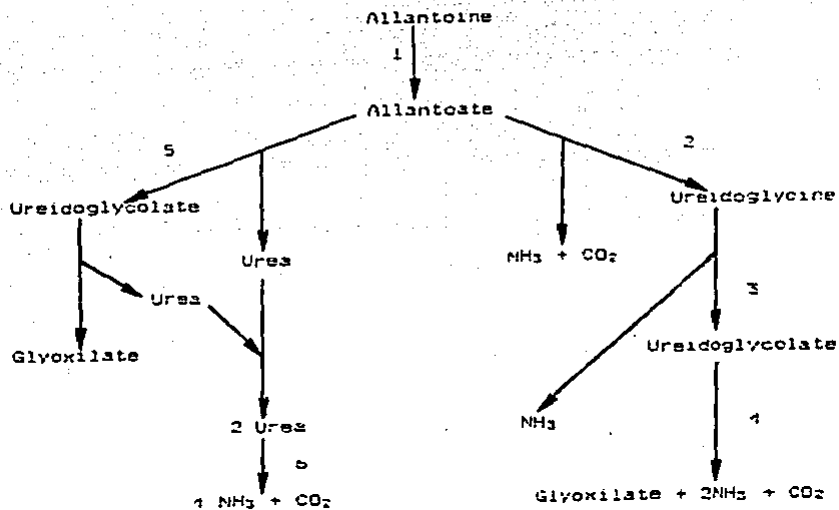 Allantoine
1
Allantoate
5
2
Ureidoglycolate
Ureidoglycine
Urea
NH3 + CO2
Urea
3
Glyoxilate
Ureidoglycolate
2 Urea
NH3
4
6
4 NH3 + CO2
Glyoxilate + 2NH3 + CO2